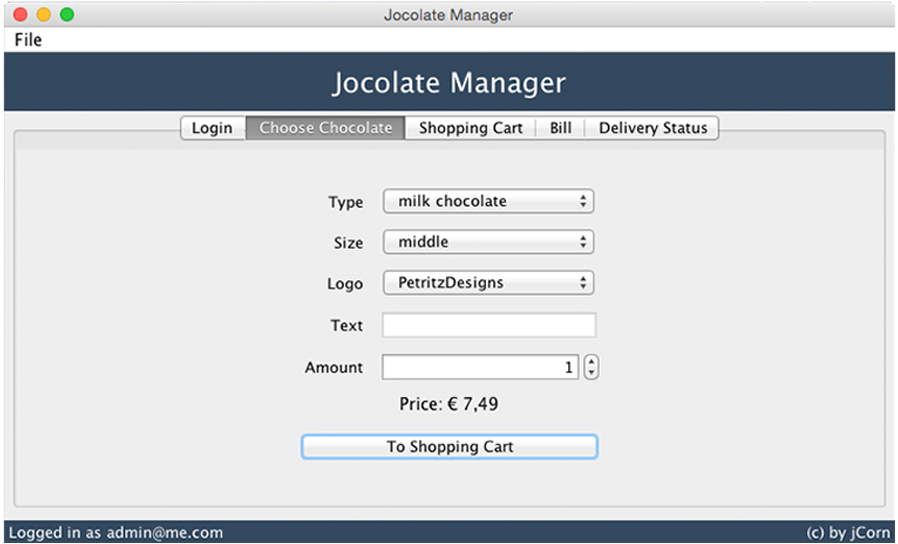 Jocolate Manager
File
Jocolate Manager
Login Choose Chocolate Shopping Cart Bill Delivery Status
Type milk chocolate
Size middle
Logo PetritzDesigns
Text
Amount 1
Price: € 7,49
To Shopping Cart
Logged in as admin@me.com (c) by jCorn